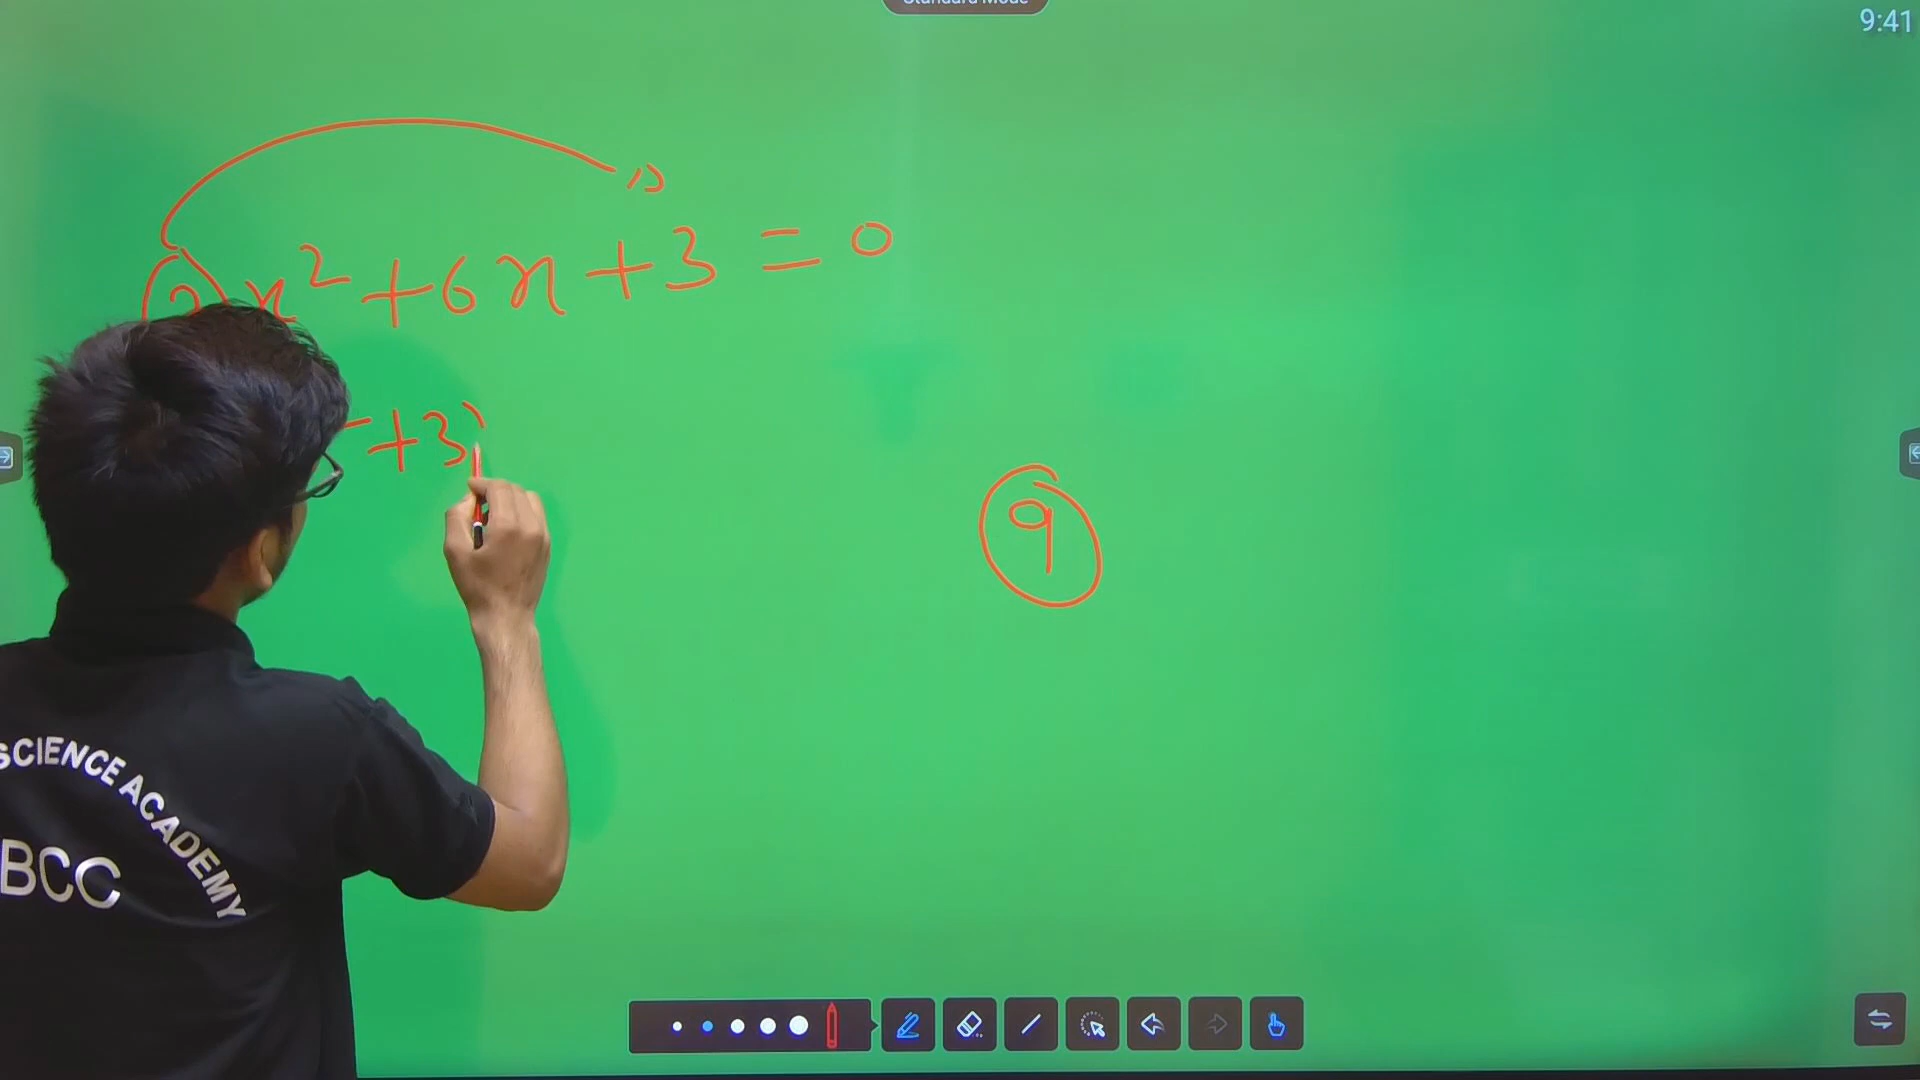 9:41
x² + 6x + 3 = 0
+ 3)
9
SCIENCE ACADEMY
BCC